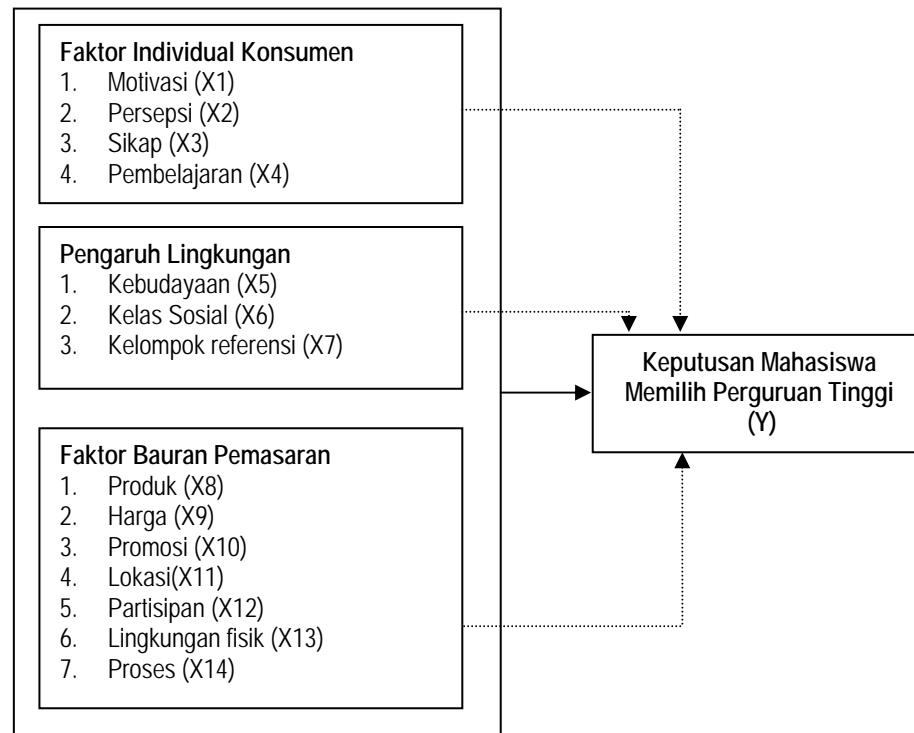 Faktor Individual Konsumen
1. Motivasi (X1)
2. Persepsi (X2)
3. Sikap (X3)
4. Pembelajaran (X4)
Pengaruh Lingkungan
1. Kebudayaan (X5)
2. Kelas Sosial (X6)
3. Kelompok referensi (X7)
Faktor Bauran Pemasaran
1. Produk (X8)
2. Harga (X9)
3. Promosi (X10)
4. Lokasi(X11)
5. Partisipan (X12)
6. Lingkungan fisik (X13)
7. Proses (X14)
Keputusan Mahasiswa
Memilih Perguruan Tinggi
(Y)